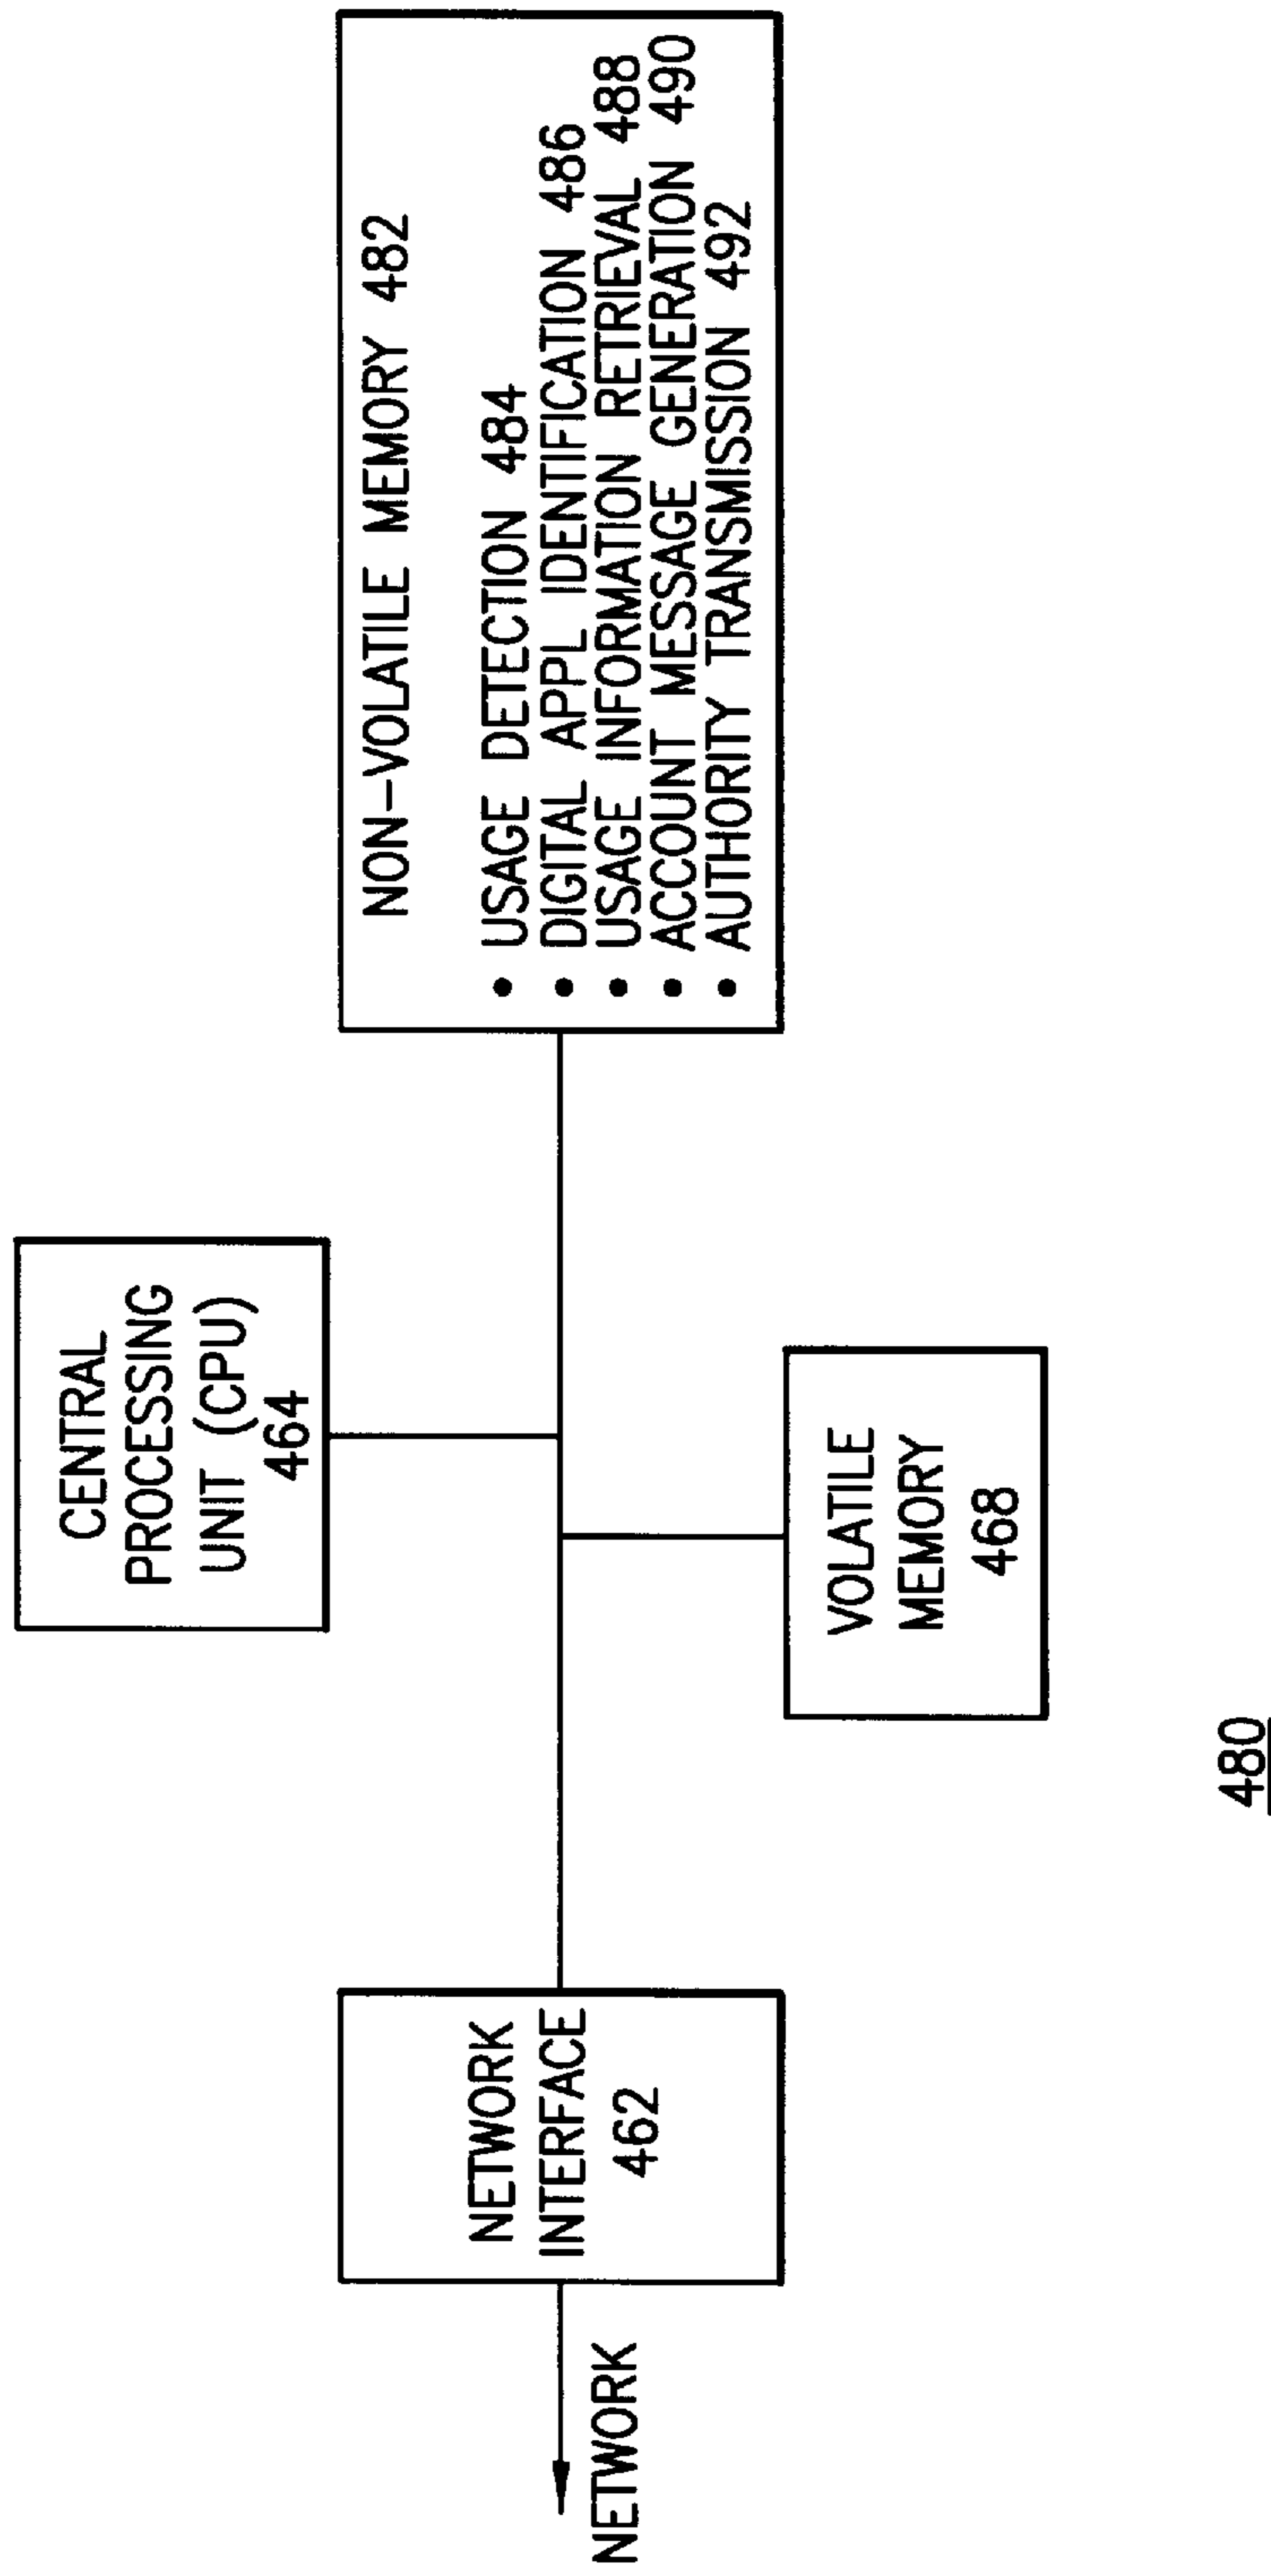 CENTRAL
PROCESSING
UNIT (CPU)
464
NON-VOLATILE MEMORY 482
• USAGE DETECTION 484
• DIGITAL APPL IDENTIFICATION 486
• USAGE INFORMATION RETRIEVAL 488
• ACCOUNT MESSAGE GENERATION 490
• AUTHORITY TRANSMISSION 492
NETWORK
INTERFACE
462
NETWORK
VOLATILE
MEMORY
468
480